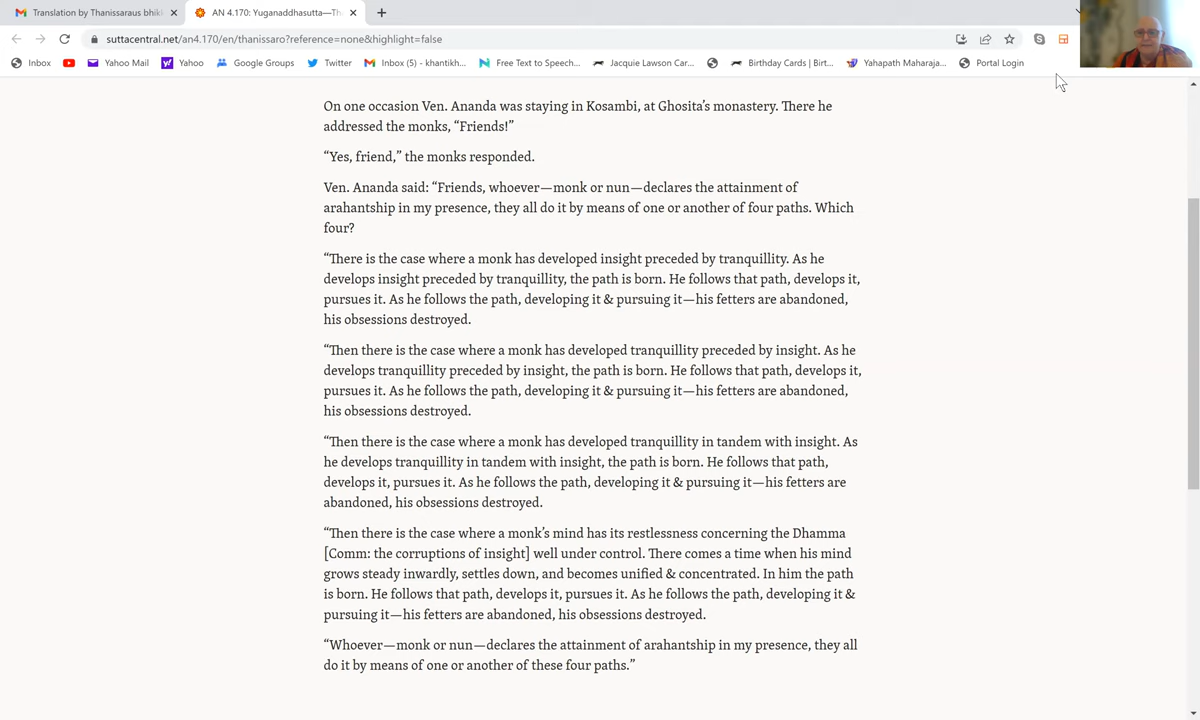 Translation by Thanissaraus bhik
AN 4.170: Yuganaddhasutta—Th
suttacentral.net/an4.170/en/thanissaro?reference=none&highlight=false
Inbox
Yahoo Mail
Yahoo
Google Groups
Twitter
Inbox (5) - khantikh...
Free Text to Speech...
Jacquie Lawson Car...
Birthday Cards | Birt...
Yahapath Maharaja...
Portal Login
On one occasion Ven. Ananda was staying in Kosambi, at Ghosita’s monastery. There he
addressed the monks, “Friends!”
“Yes, friend,” the monks responded.
Ven. Ananda said: “Friends, whoever—monk or nun—declares the attainment of
arahantship in my presence, they all do it by means of one or another of four paths. Which
four?
“There is the case where a monk has developed insight preceded by tranquillity. As he
develops insight preceded by tranquillity, the path is born. He follows that path, develops it,
pursues it. As he follows the path, developing it & pursuing it—his fetters are abandoned,
his obsessions destroyed.
“Then there is the case where a monk has developed tranquillity preceded by insight. As he
develops tranquillity preceded by insight, the path is born. He follows that path, develops it,
pursues it. As he follows the path, developing it & pursuing it—his fetters are abandoned,
his obsessions destroyed.
“Then there is the case where a monk has developed tranquillity in tandem with insight. As
he develops tranquillity in tandem with insight, the path is born. He follows that path,
develops it, pursues it. As he follows the path, developing it & pursuing it—his fetters are
abandoned, his obsessions destroyed.
“Then there is the case where a monk’s mind has its restlessness concerning the Dhamma
[Comm: the corruptions of insight] well under control. There comes a time when his mind
grows steady inwardly, settles down, and becomes unified & concentrated. In him the path
is born. He follows that path, develops it, pursues it. As he follows the path, developing it &
pursuing it—his fetters are abandoned, his obsessions destroyed.
“Whoever—monk or nun—declares the attainment of arahantship in my presence, they all
do it by means of one or another of these four paths.”